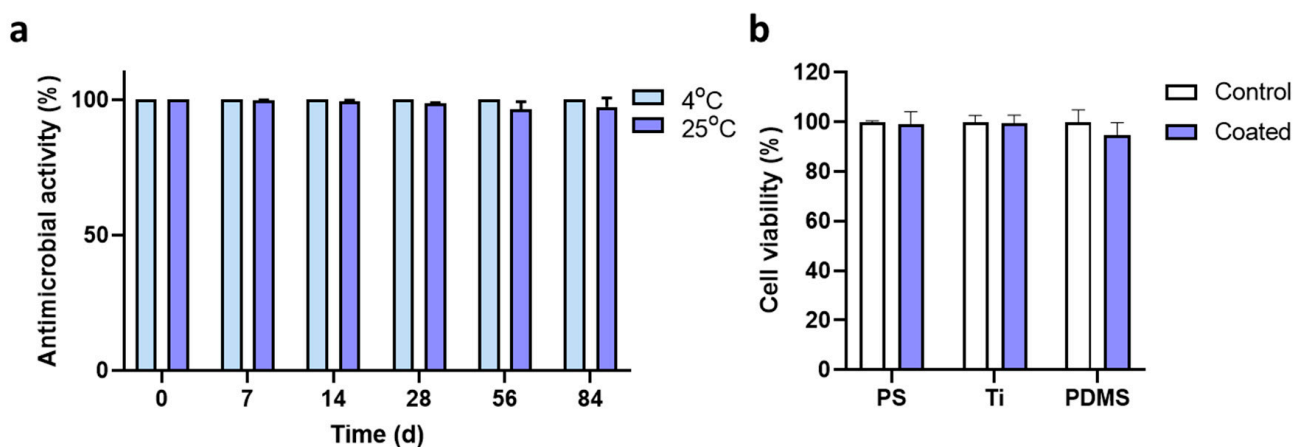 a
Antimicrobial activity (%)
100
50
0
0 7 14 28 56 84
Time (d)
4°C
25°C
b
Cell viability (%)
120
100
80
60
40
20
0
PS Ti PDMS
Control
Coated